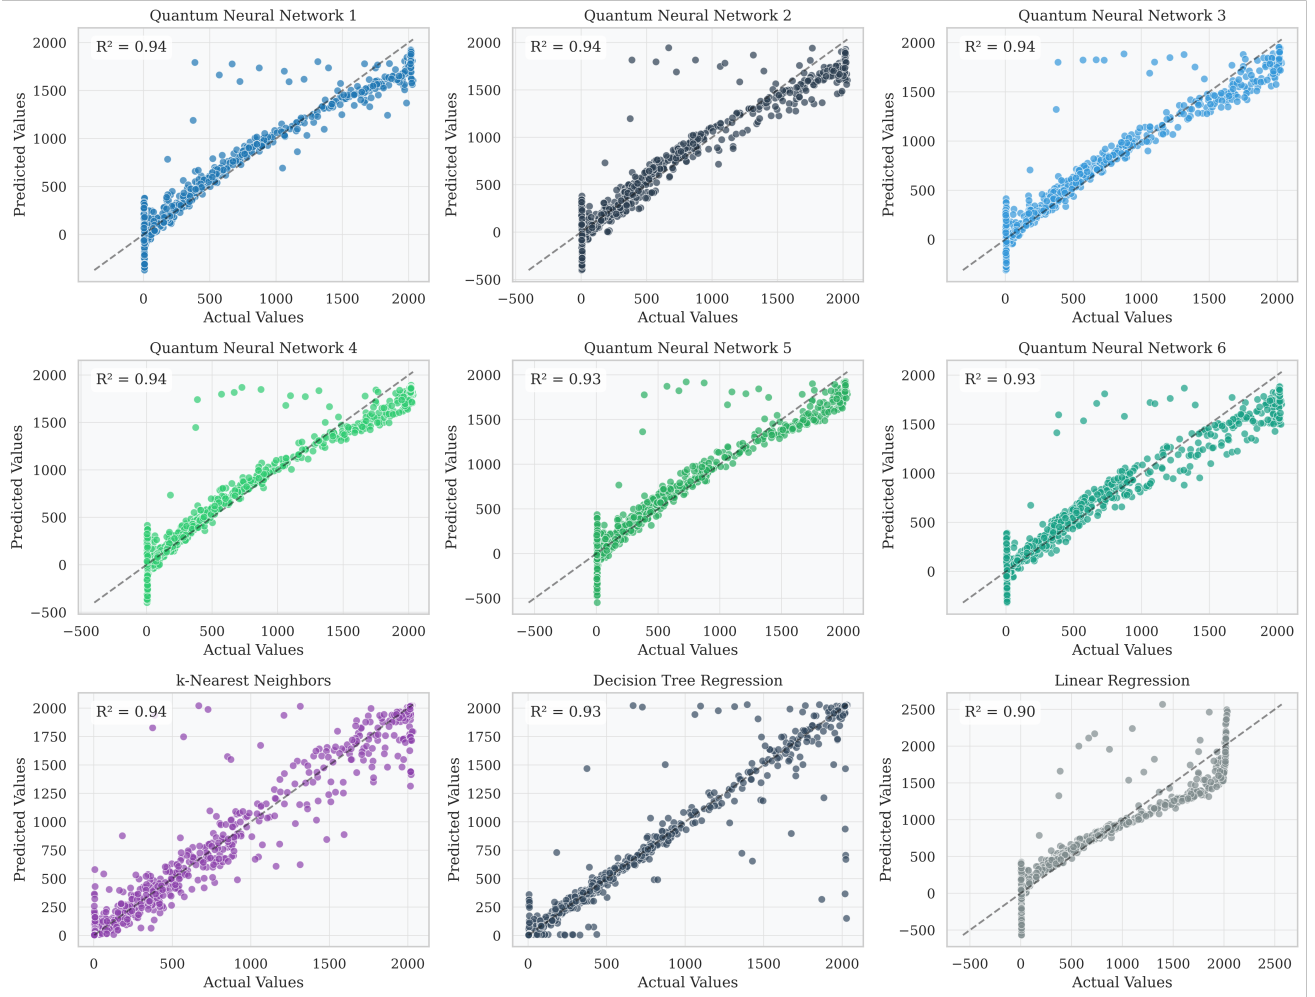 Quantum Neural Network 1
R² = 0.94
Predicted Values
2000
1500
1000
500
0
0 500 1000 1500 2000
Actual Values
Quantum Neural Network 2
R² = 0.94
Predicted Values
2000
1500
1000
500
0
−500
−500 0 500 1000 1500 2000
Actual Values
Quantum Neural Network 3
R² = 0.94
Predicted Values
2000
1500
1000
500
0
0 500 1000 1500 2000
Actual Values
Quantum Neural Network 4
R² = 0.94
Predicted Values
2000
1500
1000
500
0
−500
−500 0 500 1000 1500 2000
Actual Values
Quantum Neural Network 5
R² = 0.93
Predicted Values
2000
1500
1000
500
0
−500
−500 0 500 1000 1500 2000
Actual Values
Quantum Neural Network 6
R² = 0.93
Predicted Values
2000
1500
1000
500
0
0 500 1000 1500 2000
Actual Values
k-Nearest Neighbors
R² = 0.94
Predicted Values
2000
1750
1500
1250
1000
750
500
250
0
0 500 1000 1500 2000
Actual Values
Decision Tree Regression
R² = 0.93
Predicted Values
2000
1750
1500
1250
1000
750
500
250
0
0 500 1000 1500 2000
Actual Values
Linear Regression
R² = 0.90
Predicted Values
2500
2000
1500
1000
500
0
−500
−500 0 500 1000 1500 2000 2500
Actual Values